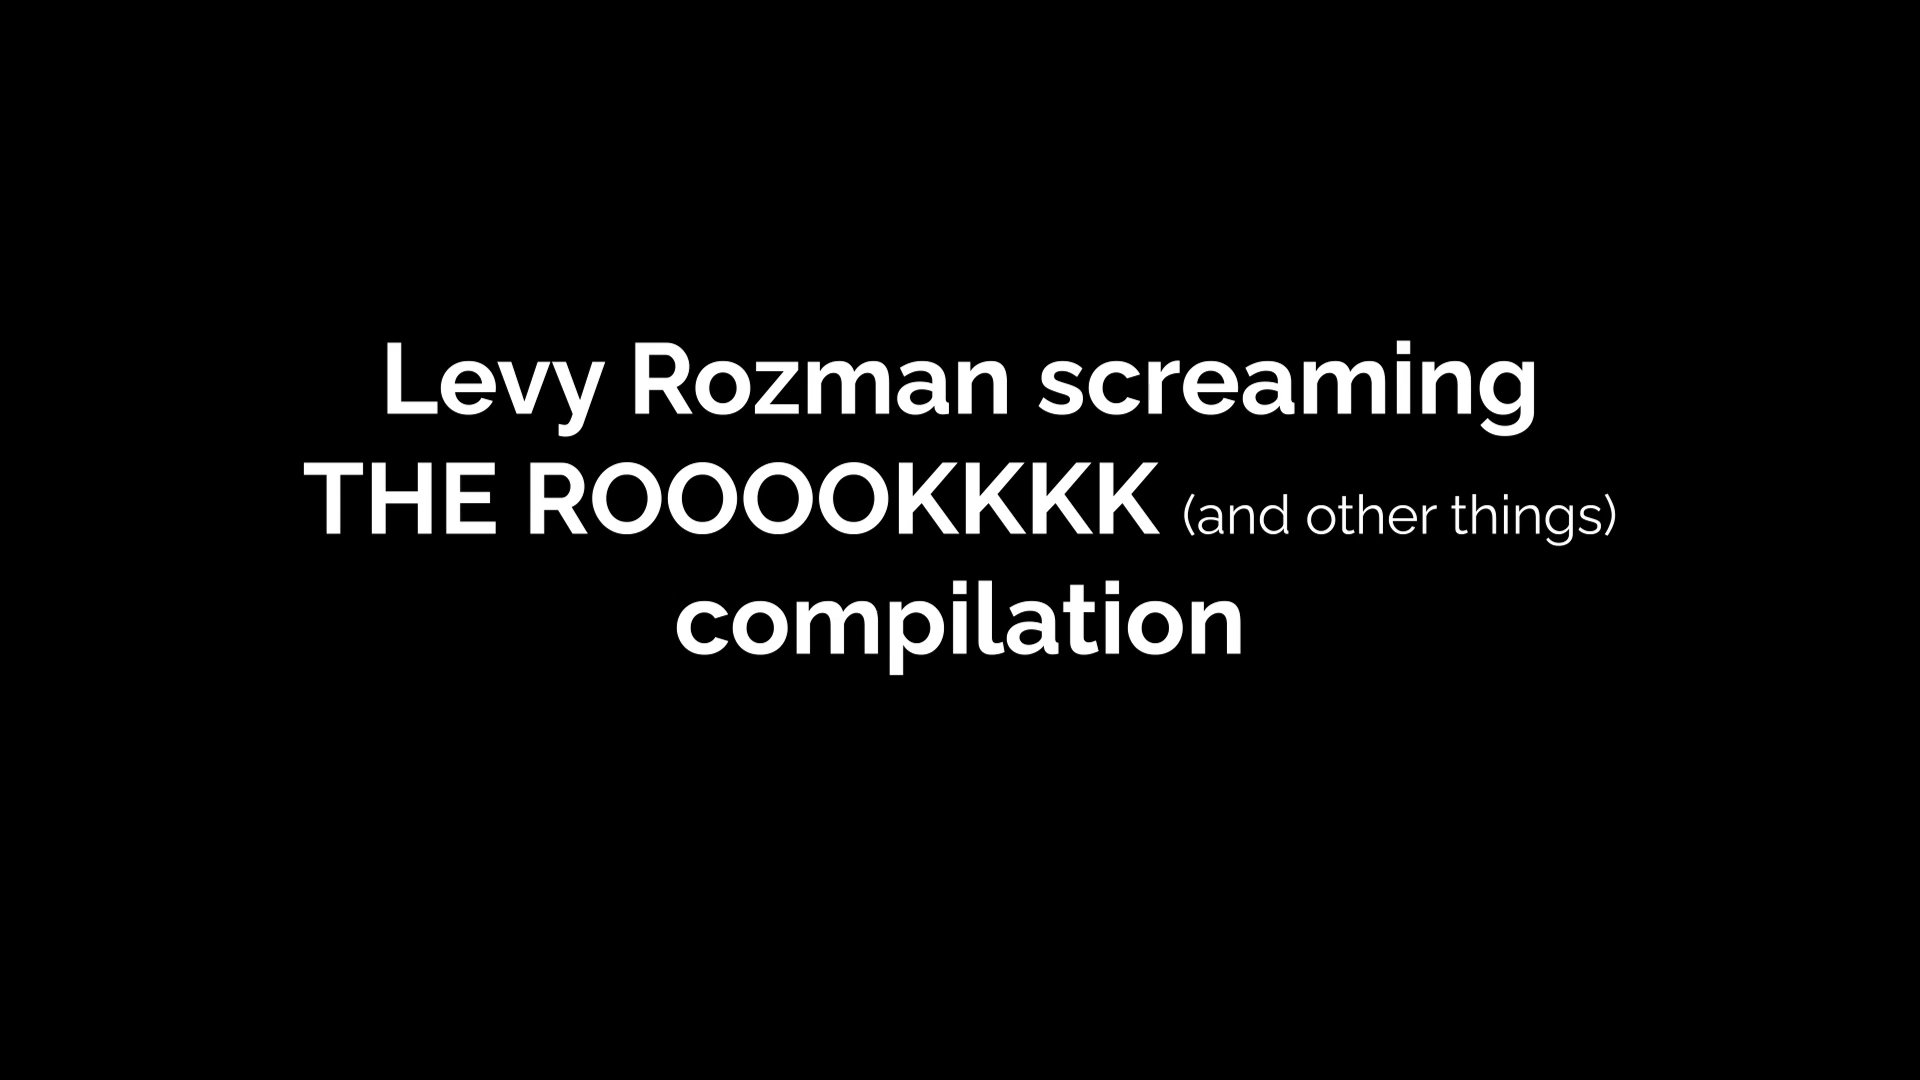 Levy Rozman screaming
THE ROOOOKKKK (and other things)
compilation